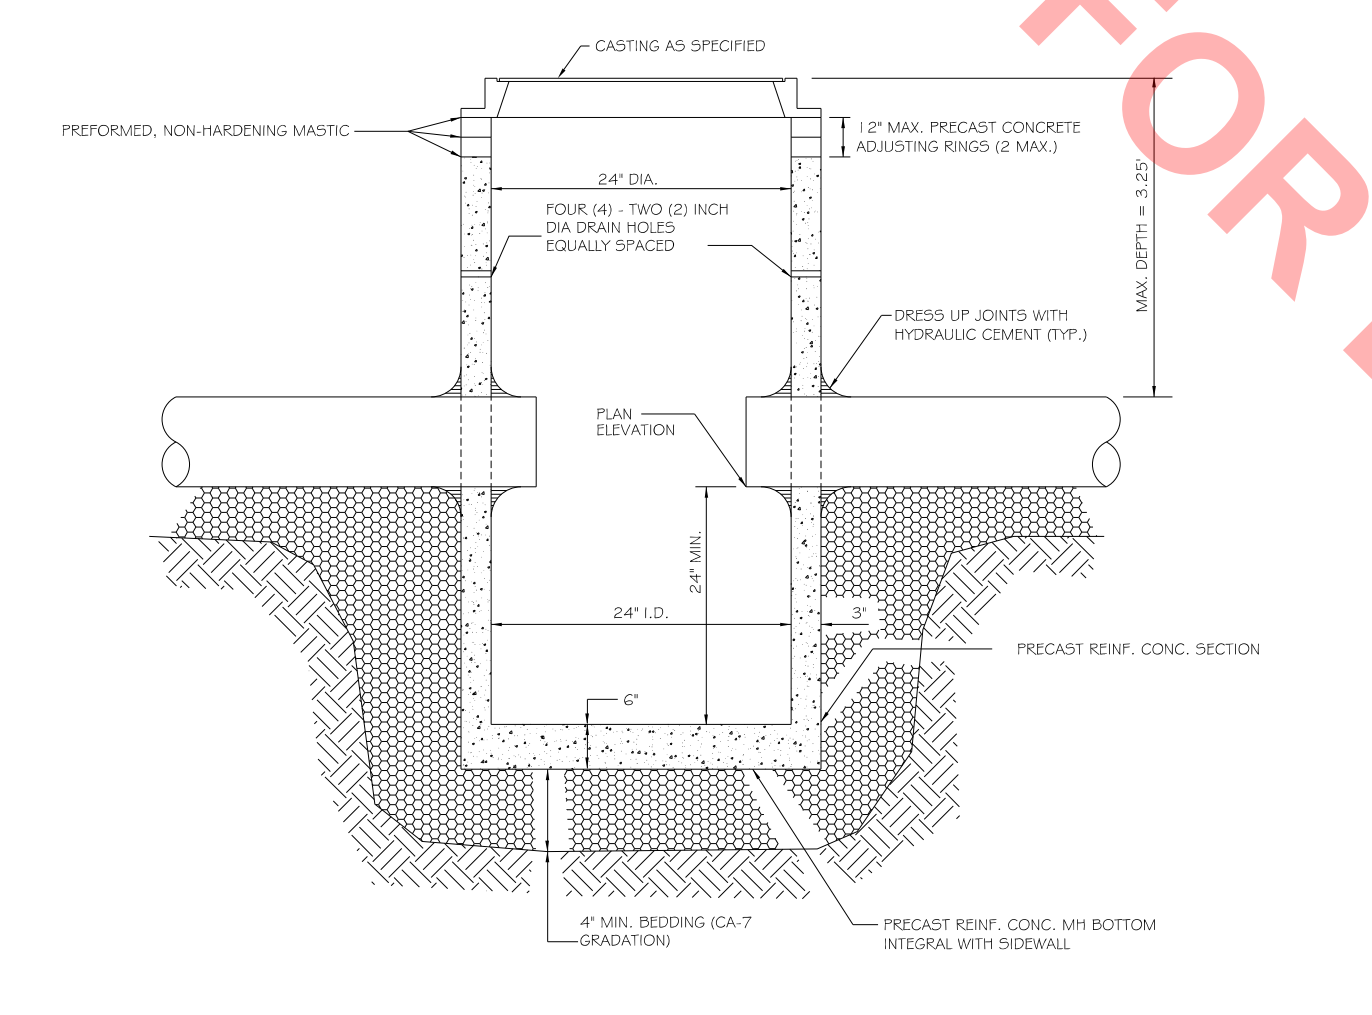 CASTING AS SPECIFIED
PREFORMED, NON-HARDENING MASTIC
12" MAX. PRECAST CONCRETE
ADJUSTING RINGS (2 MAX.)
24" DIA.
FOUR (4) - TWO (2) INCH
DIA DRAIN HOLES
EQUALLY SPACED
MAX. DEPTH = 3.25'
DRESS UP JOINTS WITH
HYDRAULIC CEMENT (TYP.)
PLAN
ELEVATION
24" MIN.
24" I.D.
3"
PRECAST REINF. CONC. SECTION
6"
4" MIN. BEDDING (CA-7
GRADATION)
PRECAST REINF. CONC. MH BOTTOM
INTEGRAL WITH SIDEWALL
FOR